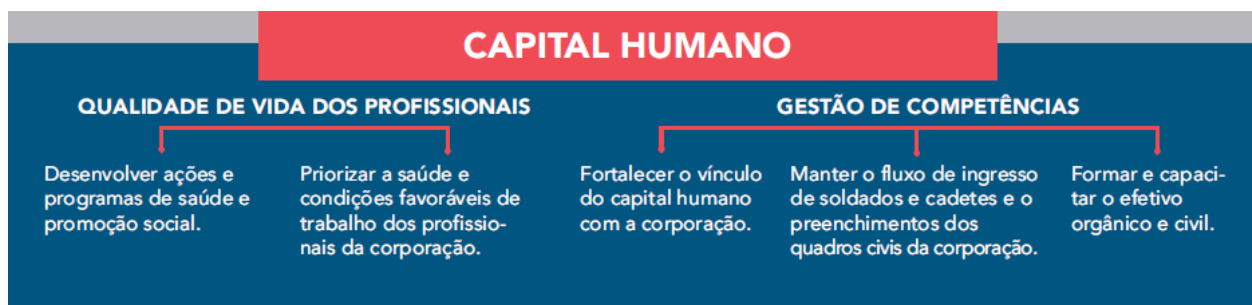 CAPITAL HUMANO
QUALIDADE DE VIDA DOS PROFISSIONAIS
Desenvolver ações e
programas de saúde e
promoção social.
Priorizar a saúde e
condições favoráveis de
trabalho dos profissio-
nais da corporação.
GESTÃO DE COMPETÊNCIAS
Fortalecer o vínculo
do capital humano
com a corporação.
Manter o fluxo de ingresso
de soldados e cadetes e o
preenchimentos dos
quadros civis da corporação.
Formar e capaci-
tar o efetivo
orgânico e civil.